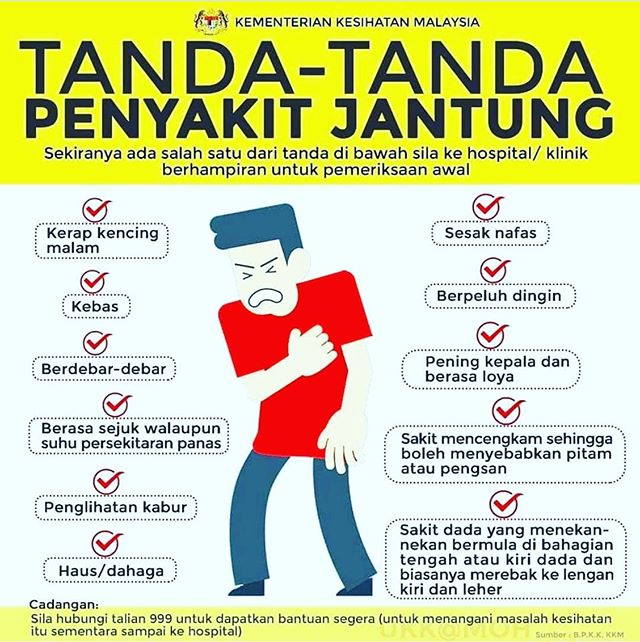 KEMENTERIAN KESIHATAN MALAYSIA
TANDA-TANDA
PENYAKIT JANTUNG
Sekiranya ada salah satu dari tanda di bawah sila ke hospital/ klinik
berhampiran untuk pemeriksaan awal
Kerap kencing
malam
Kebas
Berdebar-debar
Berasa sejuk walaupun
suhu persekitaran panas
Penglihatan kabur
Haus/dahaga
Sesak nafas
Berpeluh dingin
Pening kepala dan
berasa loya
Sakit mencengkam sehingga
boleh menyebabkan pitam
atau pengsan
Sakit dada yang menekan-
nekan bermula di bahagian
tengah atau kiri dada dan
biasanya merebak ke lengan
kiri dan leher
Cadangan:
Sila hubungi talian 999 untuk dapatkan bantuan segera (untuk menangani masalah kesihatan
itu sementara sampai ke hospital)
UKK@MOH
Sumber : B.P.K.K, KKM